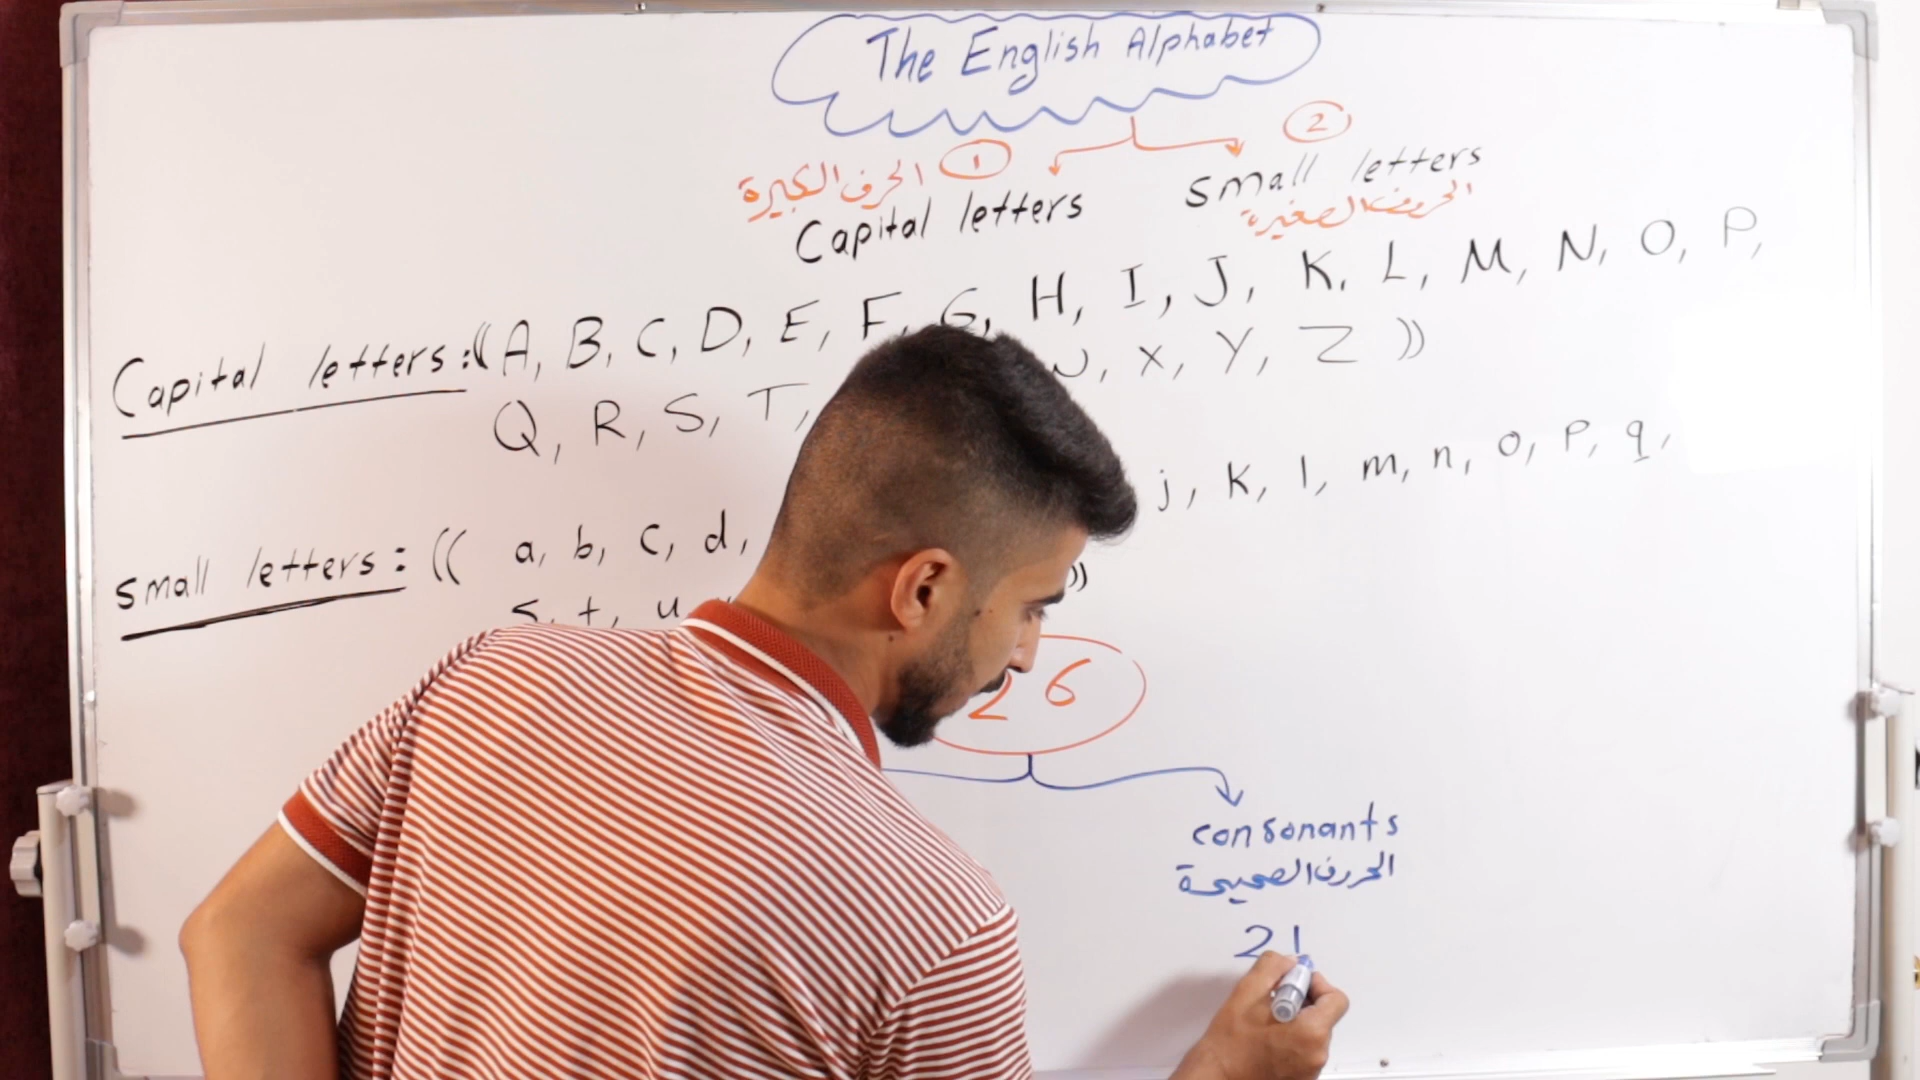 The English Alphabet
1 2
الحرف الكبيرة
Capital letters
small letters
الحروف الصغيرة
Capital letters :(( A, B, C, D, E, F, G, H, I, J, K, L, M, N, O, P,
Q, R, S, T, X, Y, Z ))
small letters : (( a, b, c, d, j, k, l, m, n, o, p, q,
s, t, u ))
26
consonants
الحروف الصحيحة
21